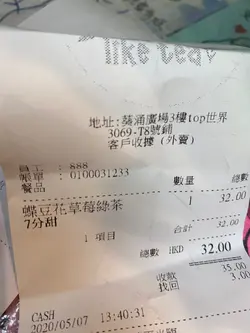 like tea
地址:葵涌廣場3樓top世界
3069-T8號鋪
客戶收據 (外賣)
員工: 888
帳單: 0100031233
餐品 數量 總數
蝶豆花草莓綠茶 1 32.00
7分甜
1 項目 合計: 32.00
總數 HKD 32.00
CASH 收款 35.00
2020/05/07 13:40:31 找回 3.00